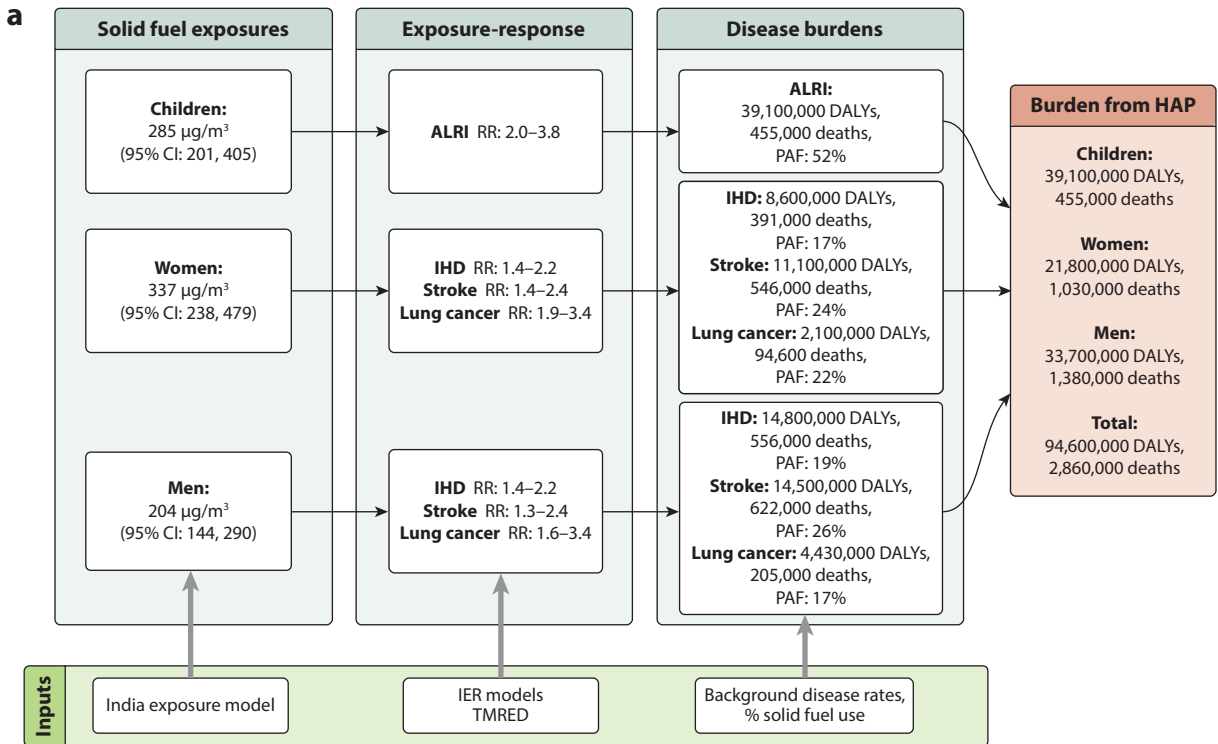 a
Solid fuel exposures
Children:
285 μg/m³
(95% CI: 201, 405)
Women:
337 μg/m³
(95% CI: 238, 479)
Men:
204 μg/m³
(95% CI: 144, 290)
Exposure-response
ALRI RR: 2.0–3.8
IHD RR: 1.4–2.2
Stroke RR: 1.4–2.4
Lung cancer RR: 1.9–3.4
IHD RR: 1.4–2.2
Stroke RR: 1.3–2.4
Lung cancer RR: 1.6–3.4
Disease burdens
ALRI:
39,100,000 DALYs,
455,000 deaths,
PAF: 52%
IHD: 8,600,000 DALYs,
391,000 deaths,
PAF: 17%
Stroke: 11,100,000 DALYs,
546,000 deaths,
PAF: 24%
Lung cancer: 2,100,000 DALYs,
94,600 deaths,
PAF: 22%
IHD: 14,800,000 DALYs,
556,000 deaths,
PAF: 19%
Stroke: 14,500,000 DALYs,
622,000 deaths,
PAF: 26%
Lung cancer: 4,430,000 DALYs,
205,000 deaths,
PAF: 17%
Burden from HAP
Children:
39,100,000 DALYs,
455,000 deaths
Women:
21,800,000 DALYs,
1,030,000 deaths
Men:
33,700,000 DALYs,
1,380,000 deaths
Total:
94,600,000 DALYs,
2,860,000 deaths
Inputs
India exposure model
IER models
TMRED
Background disease rates,
% solid fuel use